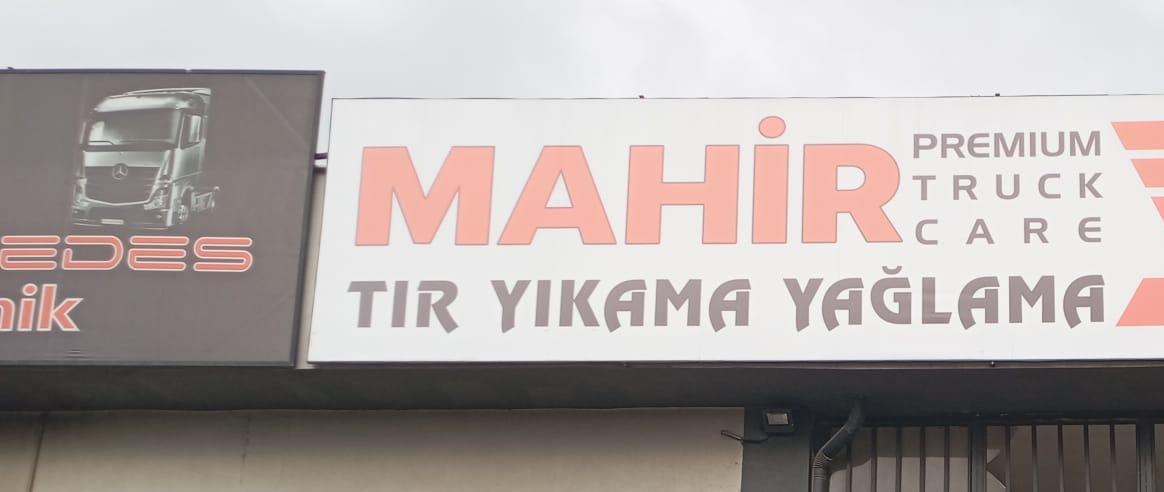 EDES
nik
MAHİR
PREMIUM
TRUCK
CARE
TIR YIKAMA YAĞLAMA